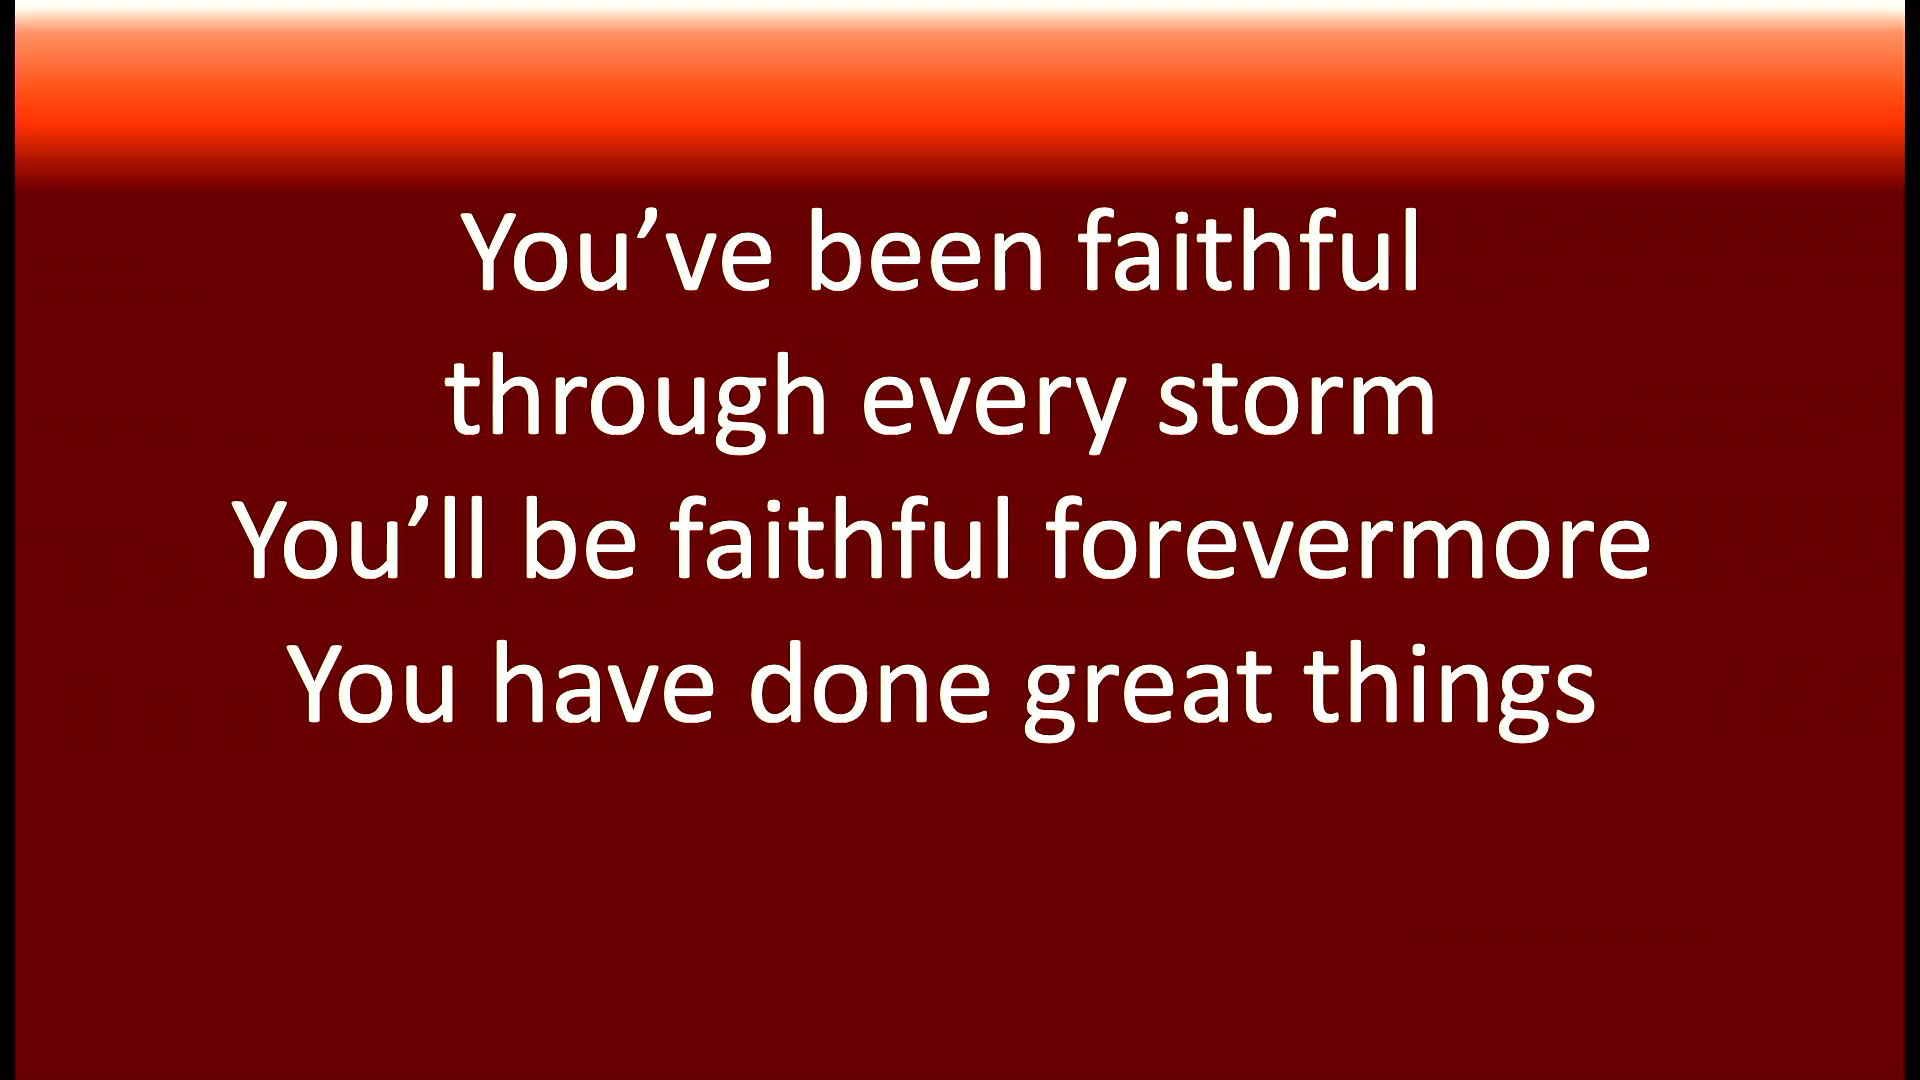 You’ve been faithful
through every storm
You’ll be faithful forevermore
You have done great things